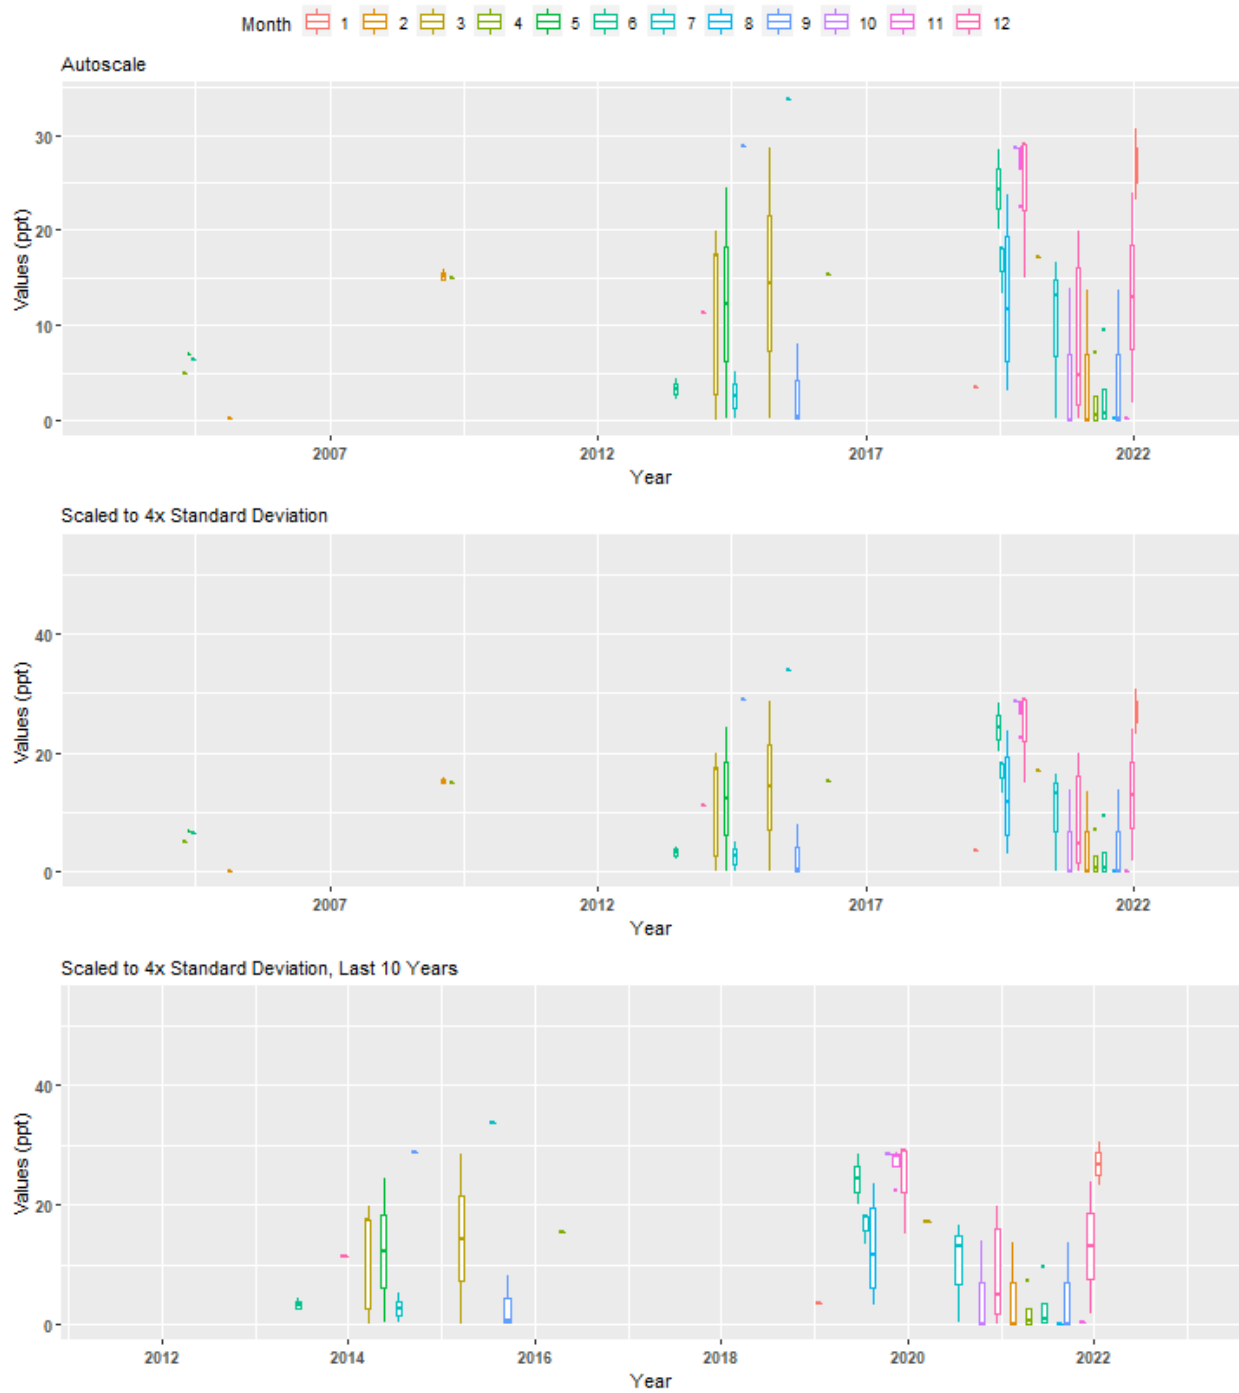 Month 1 2 3 4 5 6 7 8 9 10 11 12
Autoscale
30
20
10
0
Values (ppt)
2007 2012 2017 2022
Year
Scaled to 4x Standard Deviation
40
20
0
Values (ppt)
2007 2012 2017 2022
Year
Scaled to 4x Standard Deviation, Last 10 Years
40
20
0
Values (ppt)
2012 2014 2016 2018 2020 2022
Year